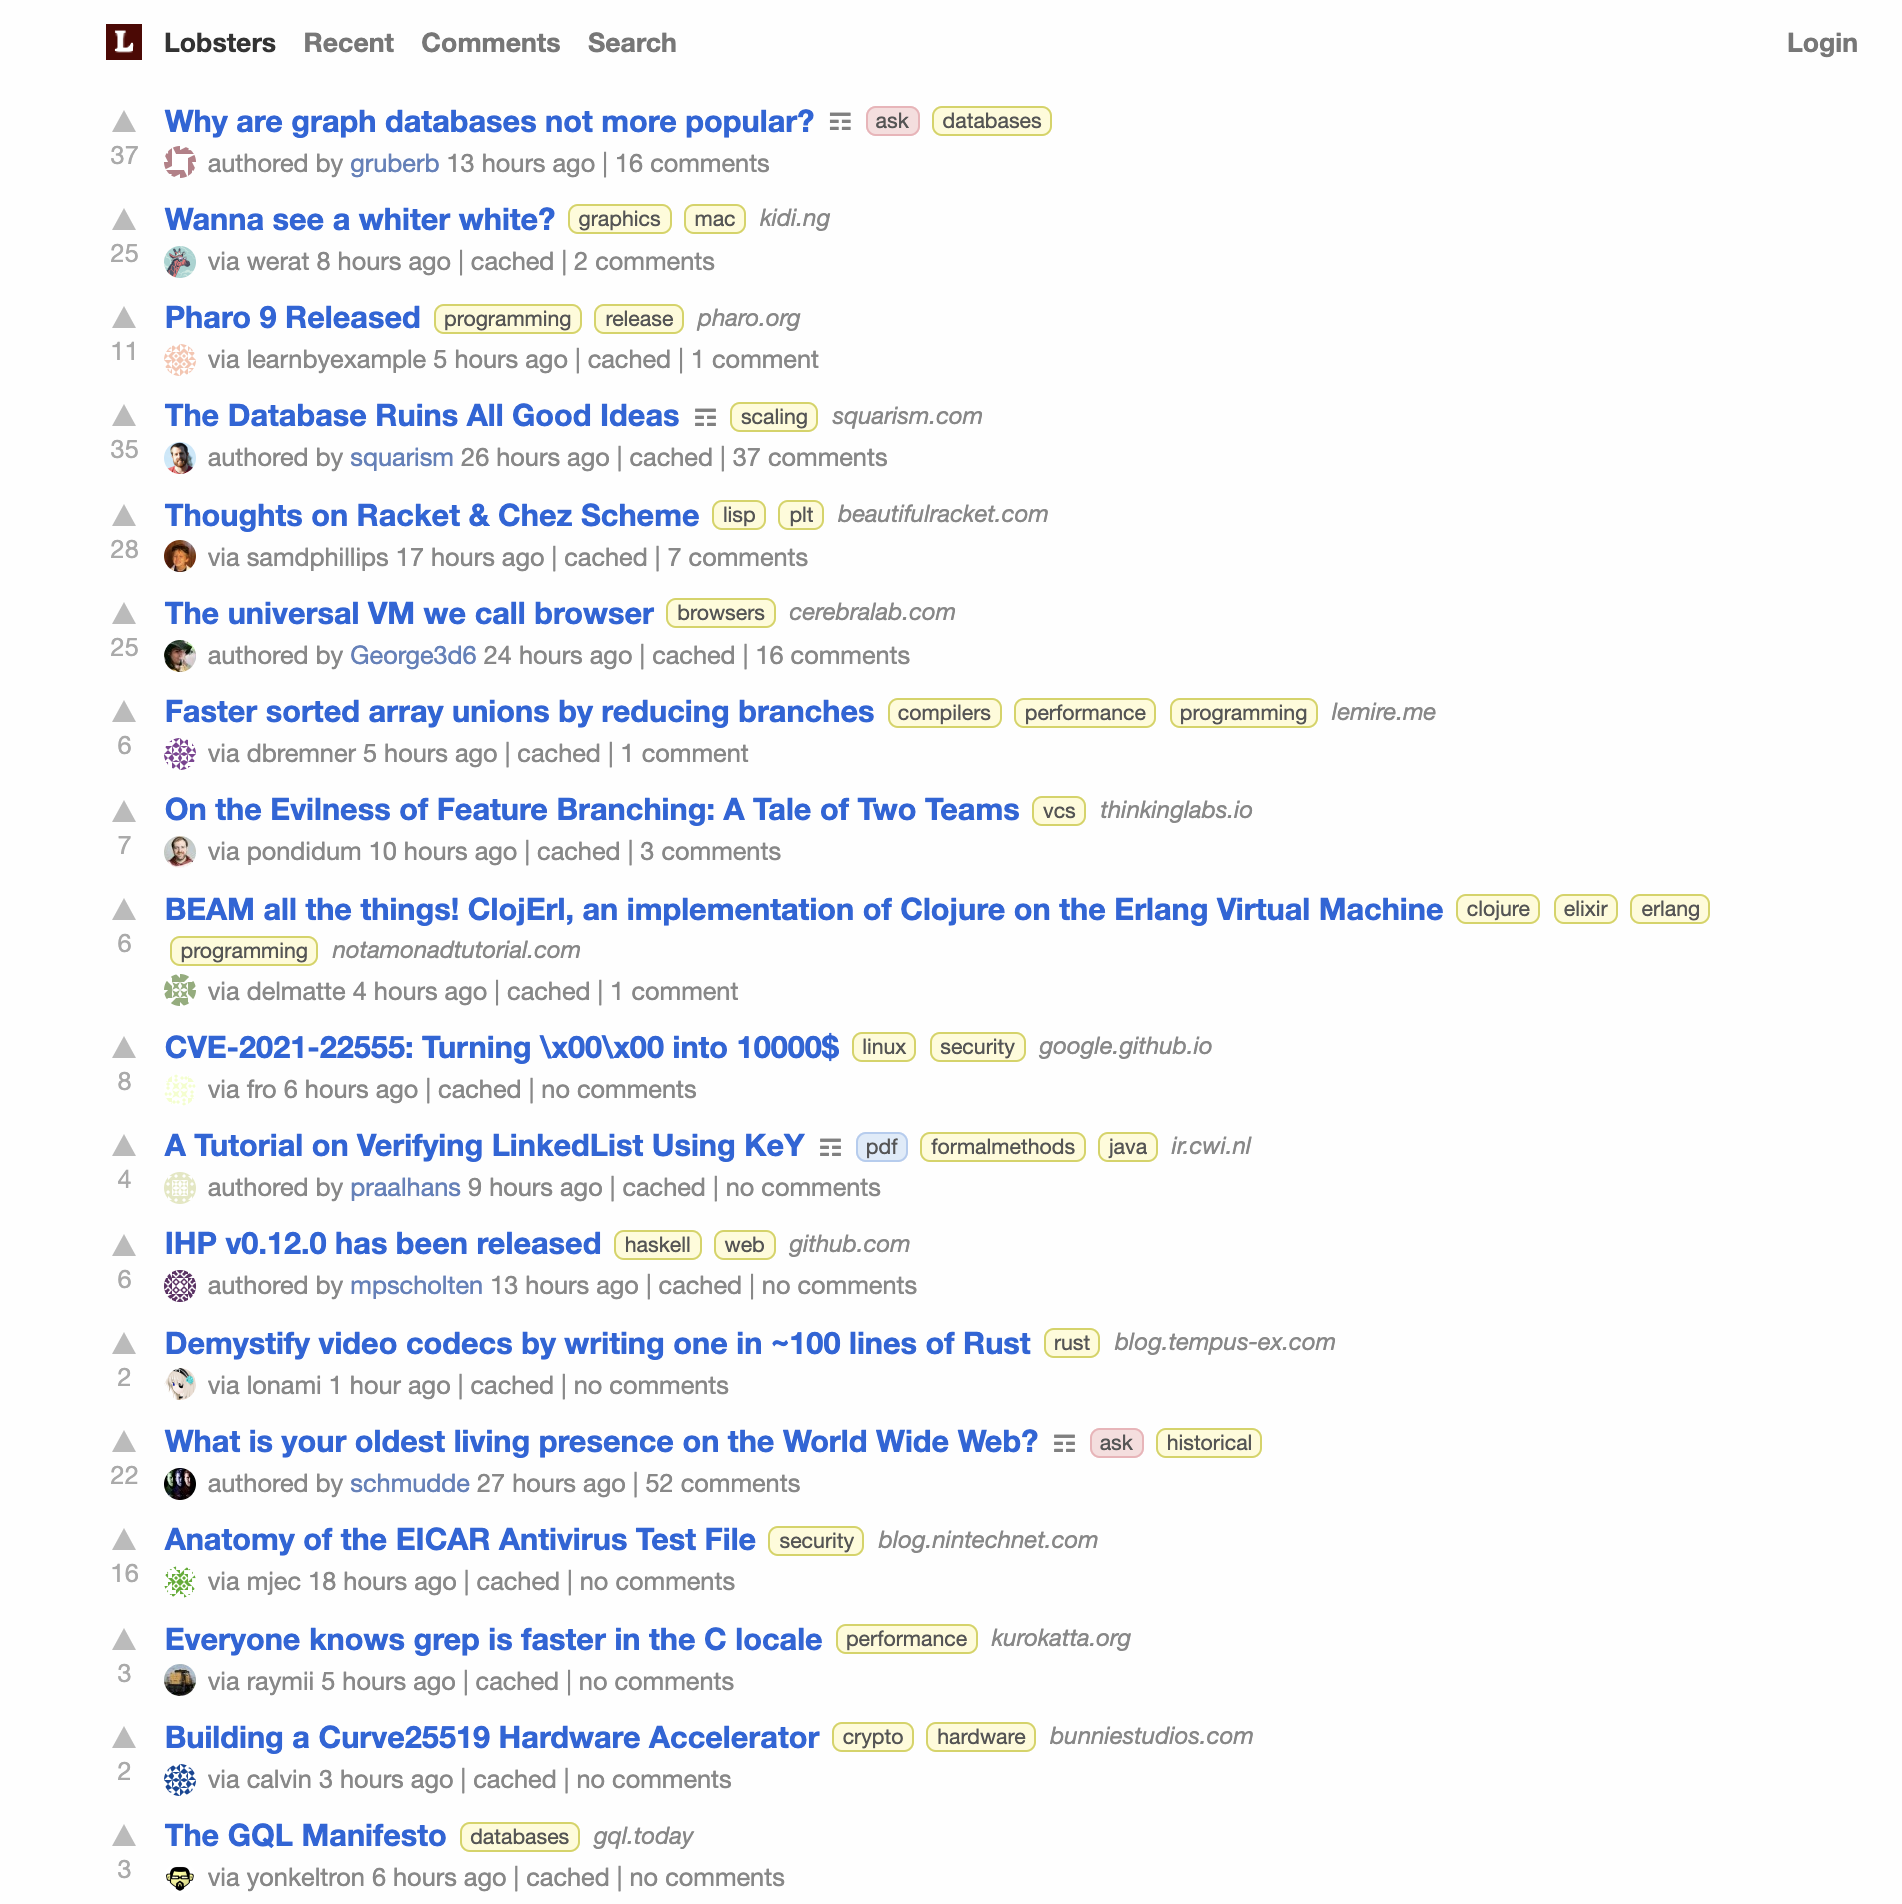 L Lobsters Recent Comments Search Login
Why are graph databases not more popular? ask databases
37
authored by gruberb 13 hours ago | 16 comments
Wanna see a whiter white? graphics mac kidi.ng
25
via werat 8 hours ago | cached | 2 comments
Pharo 9 Released programming release pharo.org
11
via learnbyexample 5 hours ago | cached | 1 comment
The Database Ruins All Good Ideas scaling squarism.com
35
authored by squarism 26 hours ago | cached | 37 comments
Thoughts on Racket & Chez Scheme lisp plt beautifulracket.com
28
via samdphillips 17 hours ago | cached | 7 comments
The universal VM we call browser browsers cerebralab.com
25
authored by George3d6 24 hours ago | cached | 16 comments
Faster sorted array unions by reducing branches compilers performance programming lemire.me
6
via dbremner 5 hours ago | cached | 1 comment
On the Evilness of Feature Branching: A Tale of Two Teams vcs thinkinglabs.io
7
via pondidum 10 hours ago | cached | 3 comments
BEAM all the things! ClojErl, an implementation of Clojure on the Erlang Virtual Machine clojure elixir erlang
6
programming notamonadtutorial.com
via delmatte 4 hours ago | cached | 1 comment
CVE-2021-22555: Turning \x00\x00 into 10000$ linux security google.github.io
8
via fro 6 hours ago | cached | no comments
A Tutorial on Verifying LinkedList Using KeY pdf formalmethods java ir.cwi.nl
4
authored by praalhans 9 hours ago | cached | no comments
IHP v0.12.0 has been released haskell web github.com
6
authored by mpscholten 13 hours ago | cached | no comments
Demystify video codecs by writing one in ~100 lines of Rust rust blog.tempus-ex.com
2
via lonami 1 hour ago | cached | no comments
What is your oldest living presence on the World Wide Web? ask historical
22
authored by schmudde 27 hours ago | 52 comments
Anatomy of the EICAR Antivirus Test File security blog.nintechnet.com
16
via mjec 18 hours ago | cached | no comments
Everyone knows grep is faster in the C locale performance kurokatta.org
3
via raymii 5 hours ago | cached | no comments
Building a Curve25519 Hardware Accelerator crypto hardware bunniestudios.com
2
via calvin 3 hours ago | cached | no comments
The GQL Manifesto databases gql.today
3
via yonkeltron 6 hours ago | cached | no comments